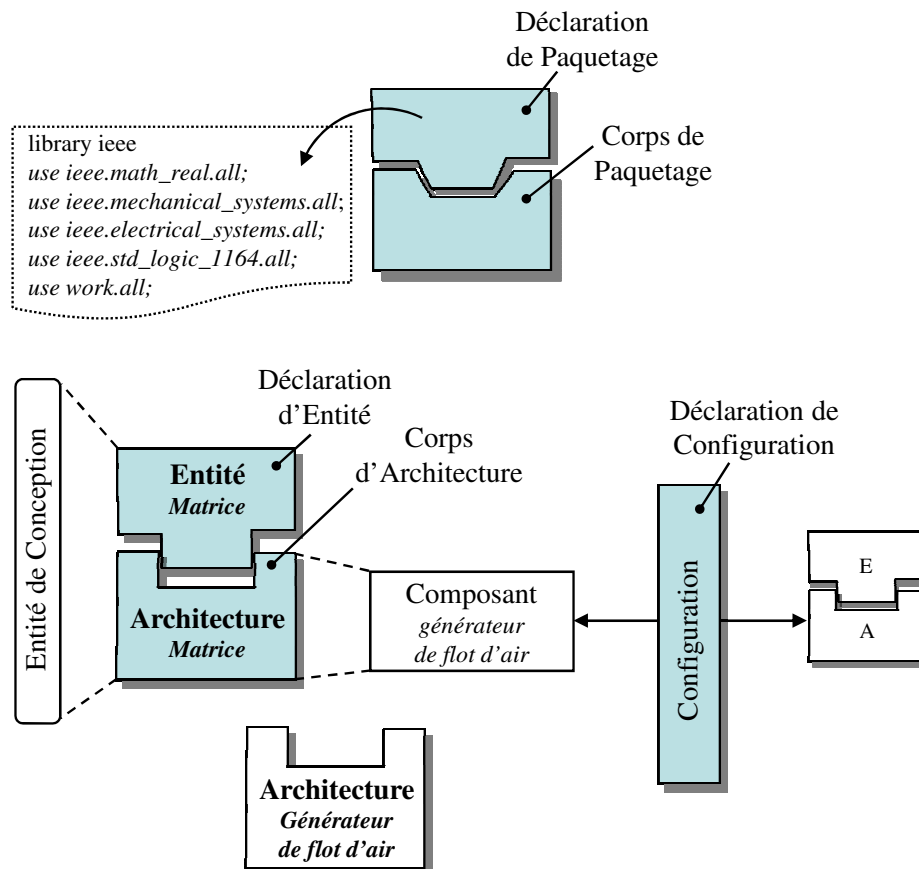 Déclaration
de Paquetage
Corps de
Paquetage
library ieee
use ieee.math_real.all;
use ieee.mechanical_systems.all;
use ieee.electrical_systems.all;
use ieee.std_logic_1164.all;
use work.all;
Entité de Conception
Déclaration
d’Entité
Corps
d’Architecture
Entité
Matrice
Architecture
Matrice
Composant
générateur
de flot d’air
Déclaration de
Configuration
Configuration
E
A
Architecture
Générateur
de flot d’air